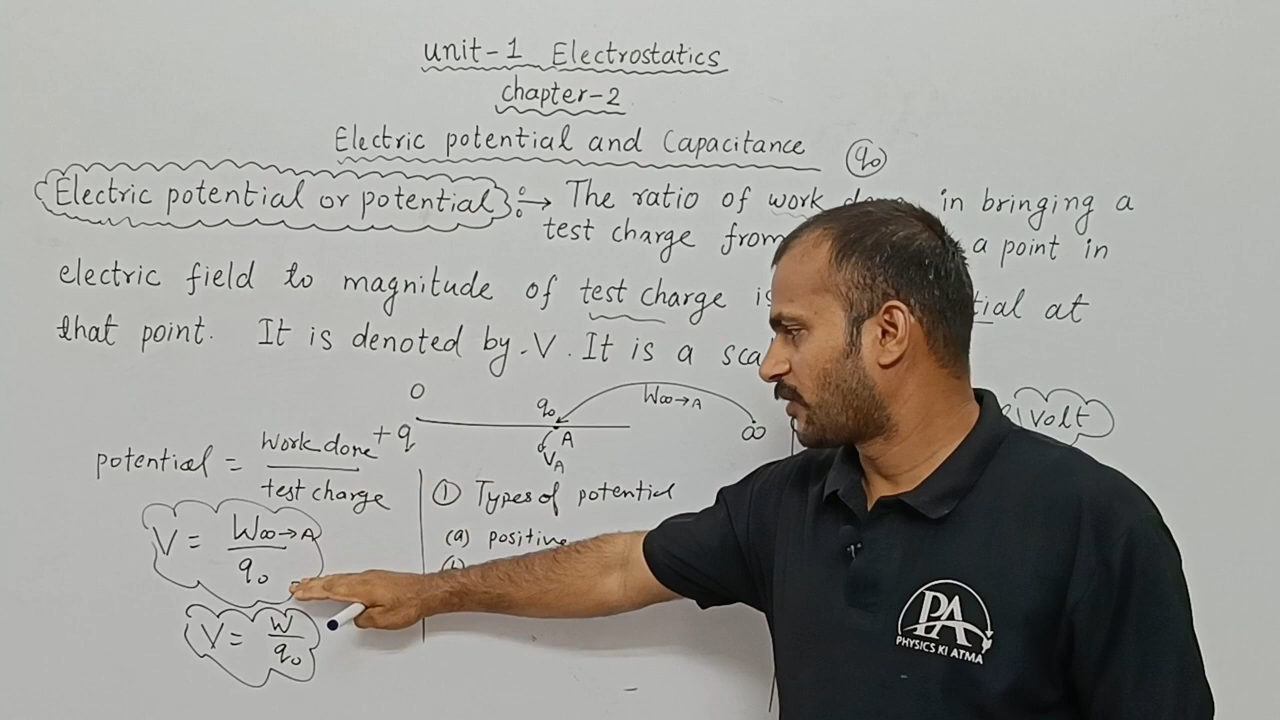 unit-1 Electrostatics
chapter-2
Electric potential and Capacitance q₀
Electric potential or potential → The ratio of work in bringing a
test charge from a point in
electric field to magnitude of test charge is at
that point. It is denoted by V. It is a
0 q₀ W∞→A ∞ Volt
+q A
V_A
potential = work done
test charge
V = W∞→A
q₀
V = W
q₀
① Types of potential
(a) positive
PA
PHYSICS KI ATMA